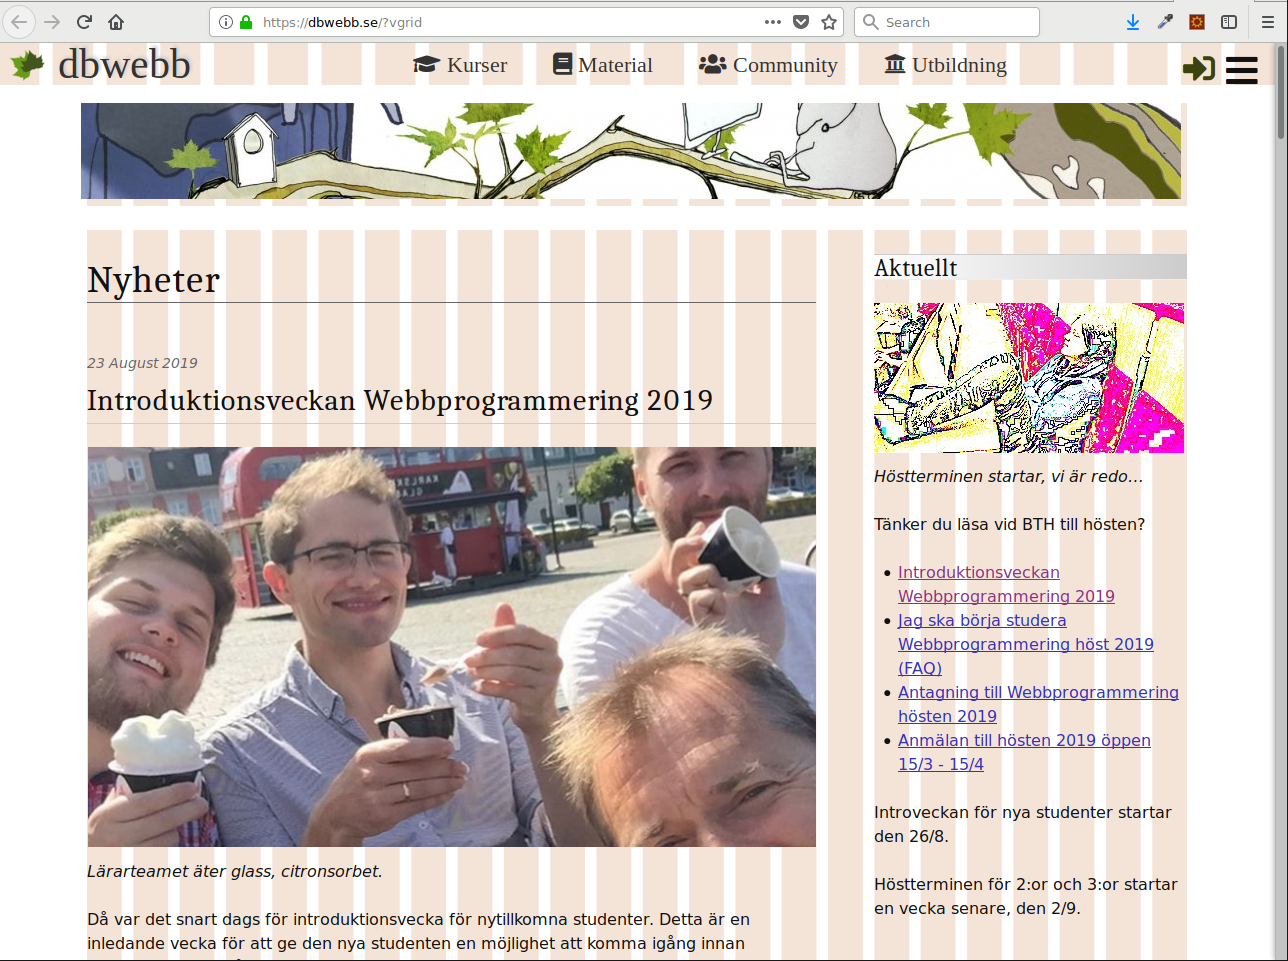 https://dbwebb.se/?vgrid
Search
dbwebb
Kurser
Material
Community
Utbildning
Nyheter
23 August 2019
Introduktionsveckan Webbprogrammering 2019
KARLSK
GLA
Lärarteamet äter glass, citronsorbet.
Då var det snart dags för introduktionsvecka för nytillkomna studenter. Detta är en
inledande vecka för att ge den nya studenten en möjlighet att komma igång innan
Aktuellt
Höstterminen startar, vi är redo…
Tänker du läsa vid BTH till hösten?
Introduktionsveckan
Webbprogrammering 2019
Jag ska börja studera
Webbprogrammering höst 2019
(FAQ)
Antagning till Webbprogrammering
hösten 2019
Anmälan till hösten 2019 öppen
15/3 - 15/4
Introveckan för nya studenter startar
den 26/8.
Höstterminen för 2:or och 3:or startar
en vecka senare, den 2/9.